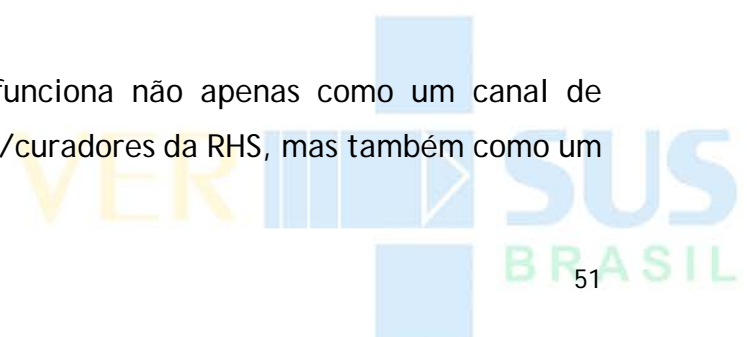 funciona não apenas como um canal de
/curadores da RHS, mas também como um
VER SUS
BRASIL
51